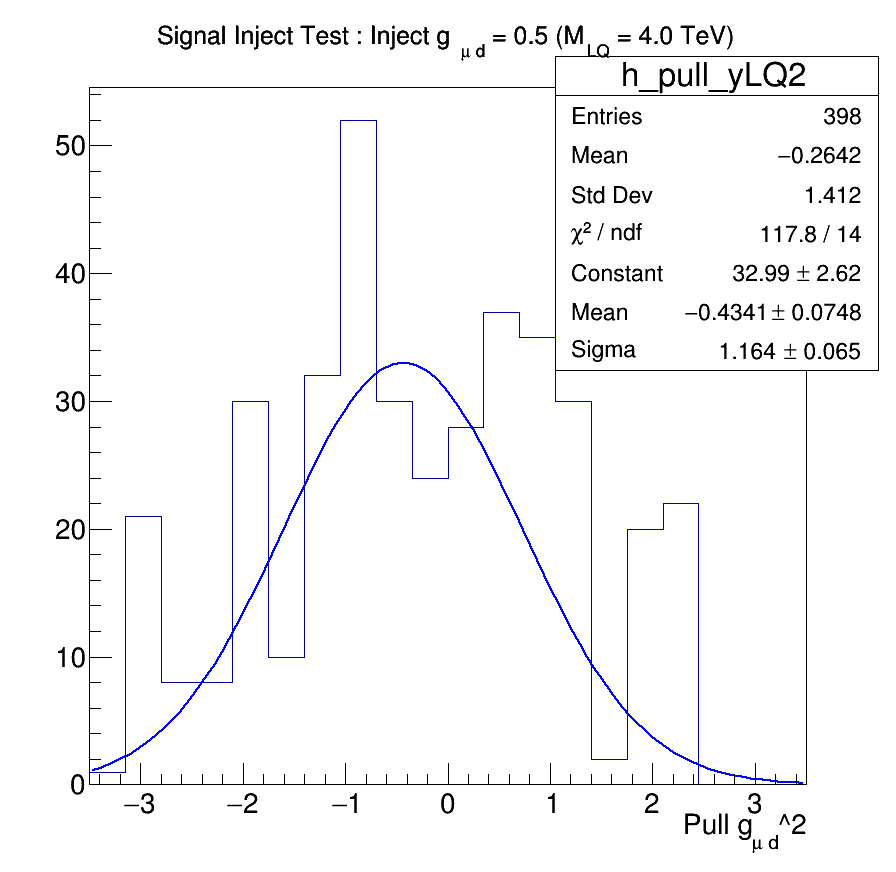 Signal Inject Test : Inject g μ d = 0.5 (M LQ = 4.0 TeV)
h_pull_yLQ2
Entries 398
Mean −0.2642
Std Dev 1.412
χ² / ndf 117.8 / 14
Constant 32.99 ± 2.62
Mean −0.4341 ± 0.0748
Sigma 1.164 ± 0.065
50
40
30
20
10
0
−3 −2 −1 0 1 2 3
Pull g μ d ^2